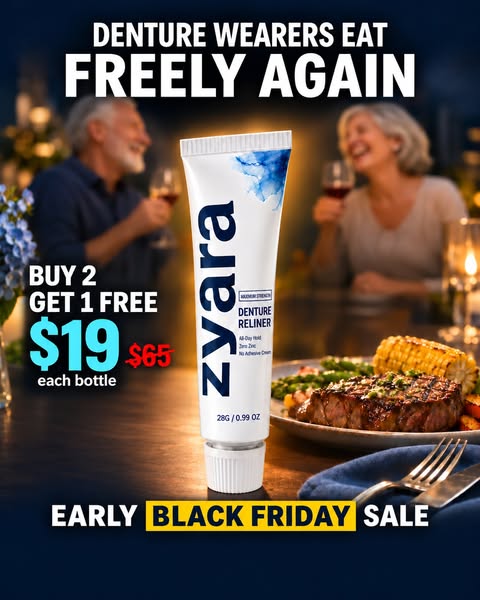 DENTURE WEARERS EAT
FREELY AGAIN
zyara
MAXIMUM STRENGTH
DENTURE
RELINER
All-Day Hold
Zero Zinc
No Adhesive Cream
28G / 0.99 OZ
BUY 2
GET 1 FREE
$19 $65
each bottle
EARLY BLACK FRIDAY SALE